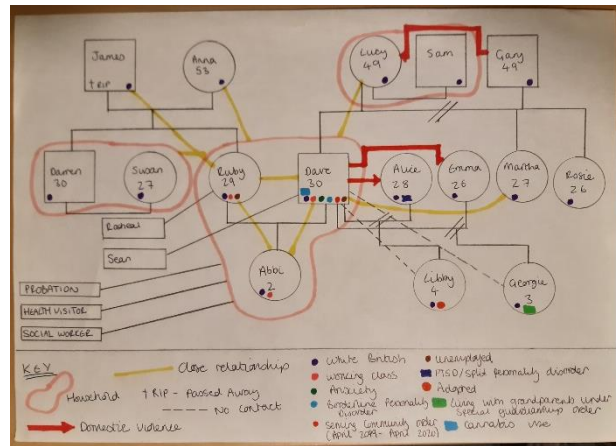 James
†RIP
Anna
53
Lucy
49
Sam
Gary
49
Darren
30
Susan
27
Ruby
29
Dave
30
Alice
28
Emma
26
Martha
27
Rosie
26
Racheal
Sean
Abbi
2
Libby
4
Georgie
3
PROBATION
HEALTH VISITOR
SOCIAL WORKER
KEY
Household
Close relationship
†RIP - Passed Away
No contact
Domestic Violence
White British
Working class
Anxiety
Borderline Personality
Disorder
Serving Community order
(April 2019 - April 2020)
Unemployed
PTSD/Split Personality disorder
Adopted
Living with grandparents under
Special guardianship order
Cannabis use